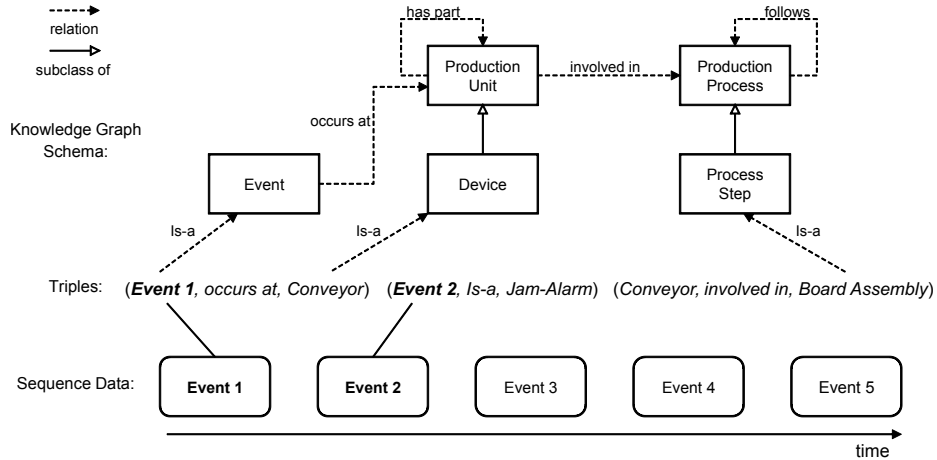 relation
subclass of
has part
Production
Unit
involved in
follows
Production
Process
occurs at
Knowledge Graph
Schema:
Event
Device
Process
Step
Is-a
Is-a
Is-a
Triples:
(Event 1, occurs at, Conveyor)
(Event 2, Is-a, Jam-Alarm)
(Conveyor, involved in, Board Assembly)
Sequence Data:
Event 1
Event 2
Event 3
Event 4
Event 5
time